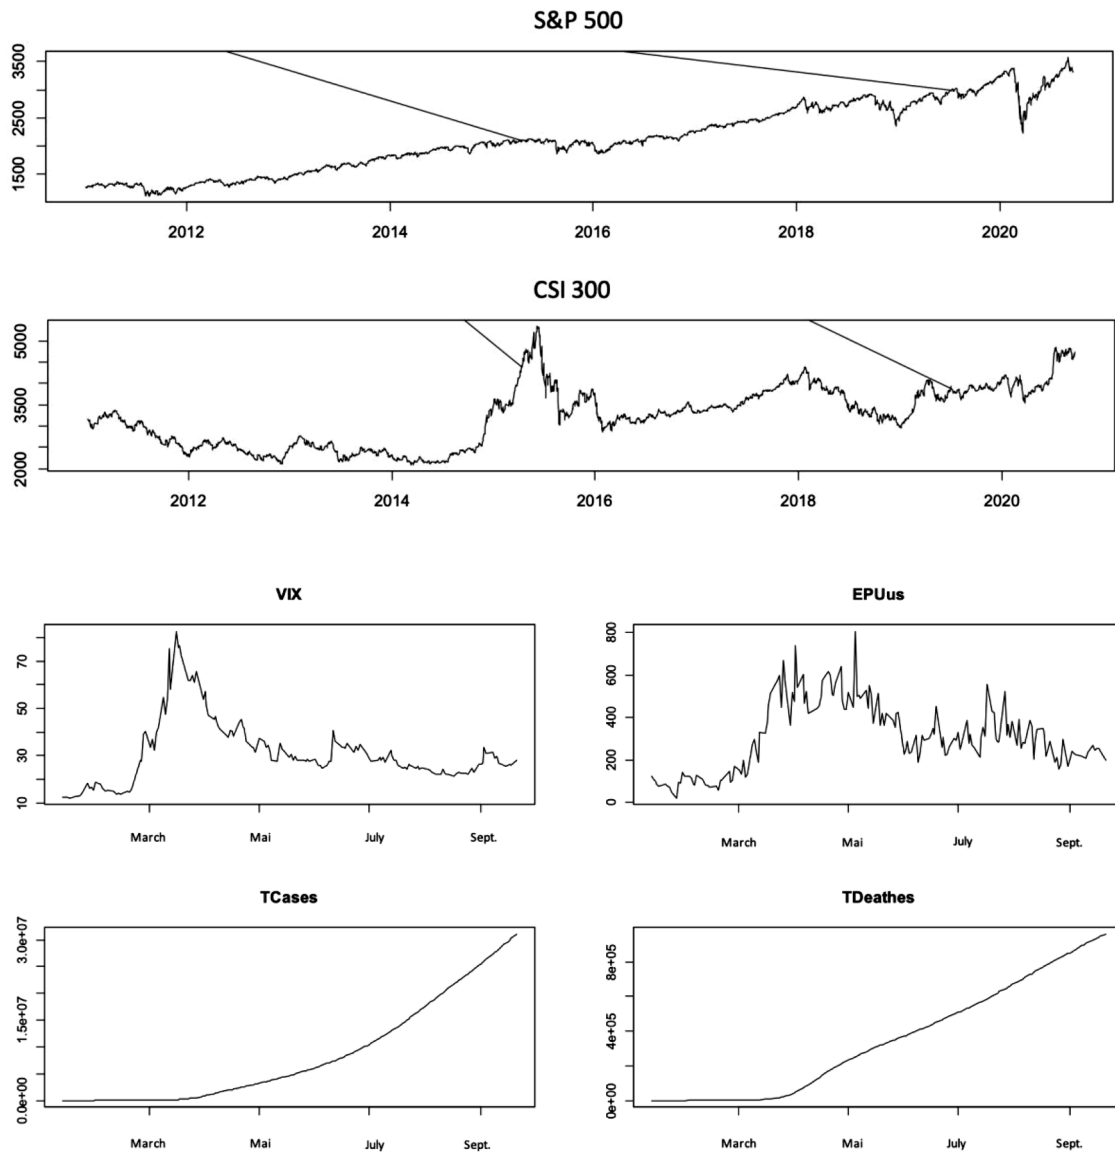 S&P 500
3500
2500
1500
2012 2014 2016 2018 2020
CSI 300
5000
3500
2000
2012 2014 2016 2018 2020
VIX
70
50
30
10
March Mai July Sept.
EPUus
800
600
400
200
0
March Mai July Sept.
TCases
3.0e+07
1.5e+07
0.0e+00
March Mai July Sept.
TDeathes
8e+05
4e+05
0e+00
March Mai July Sept.